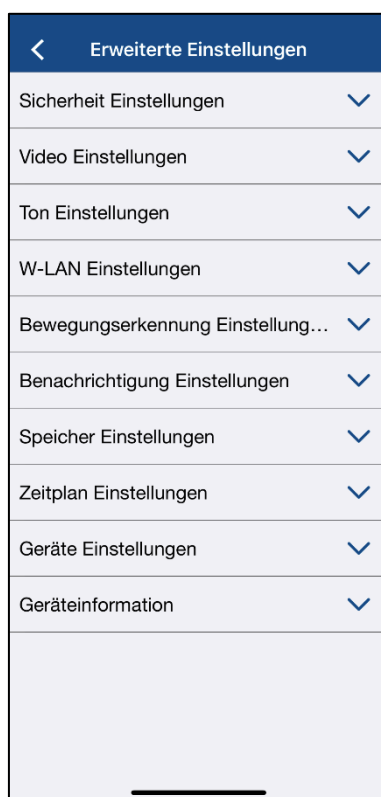 Erweiterte Einstellungen
Sicherheit Einstellungen
Video Einstellungen
Ton Einstellungen
W-LAN Einstellungen
Bewegungserkennung Einstellung...
Benachrichtigung Einstellungen
Speicher Einstellungen
Zeitplan Einstellungen
Geräte Einstellungen
Geräteinformation